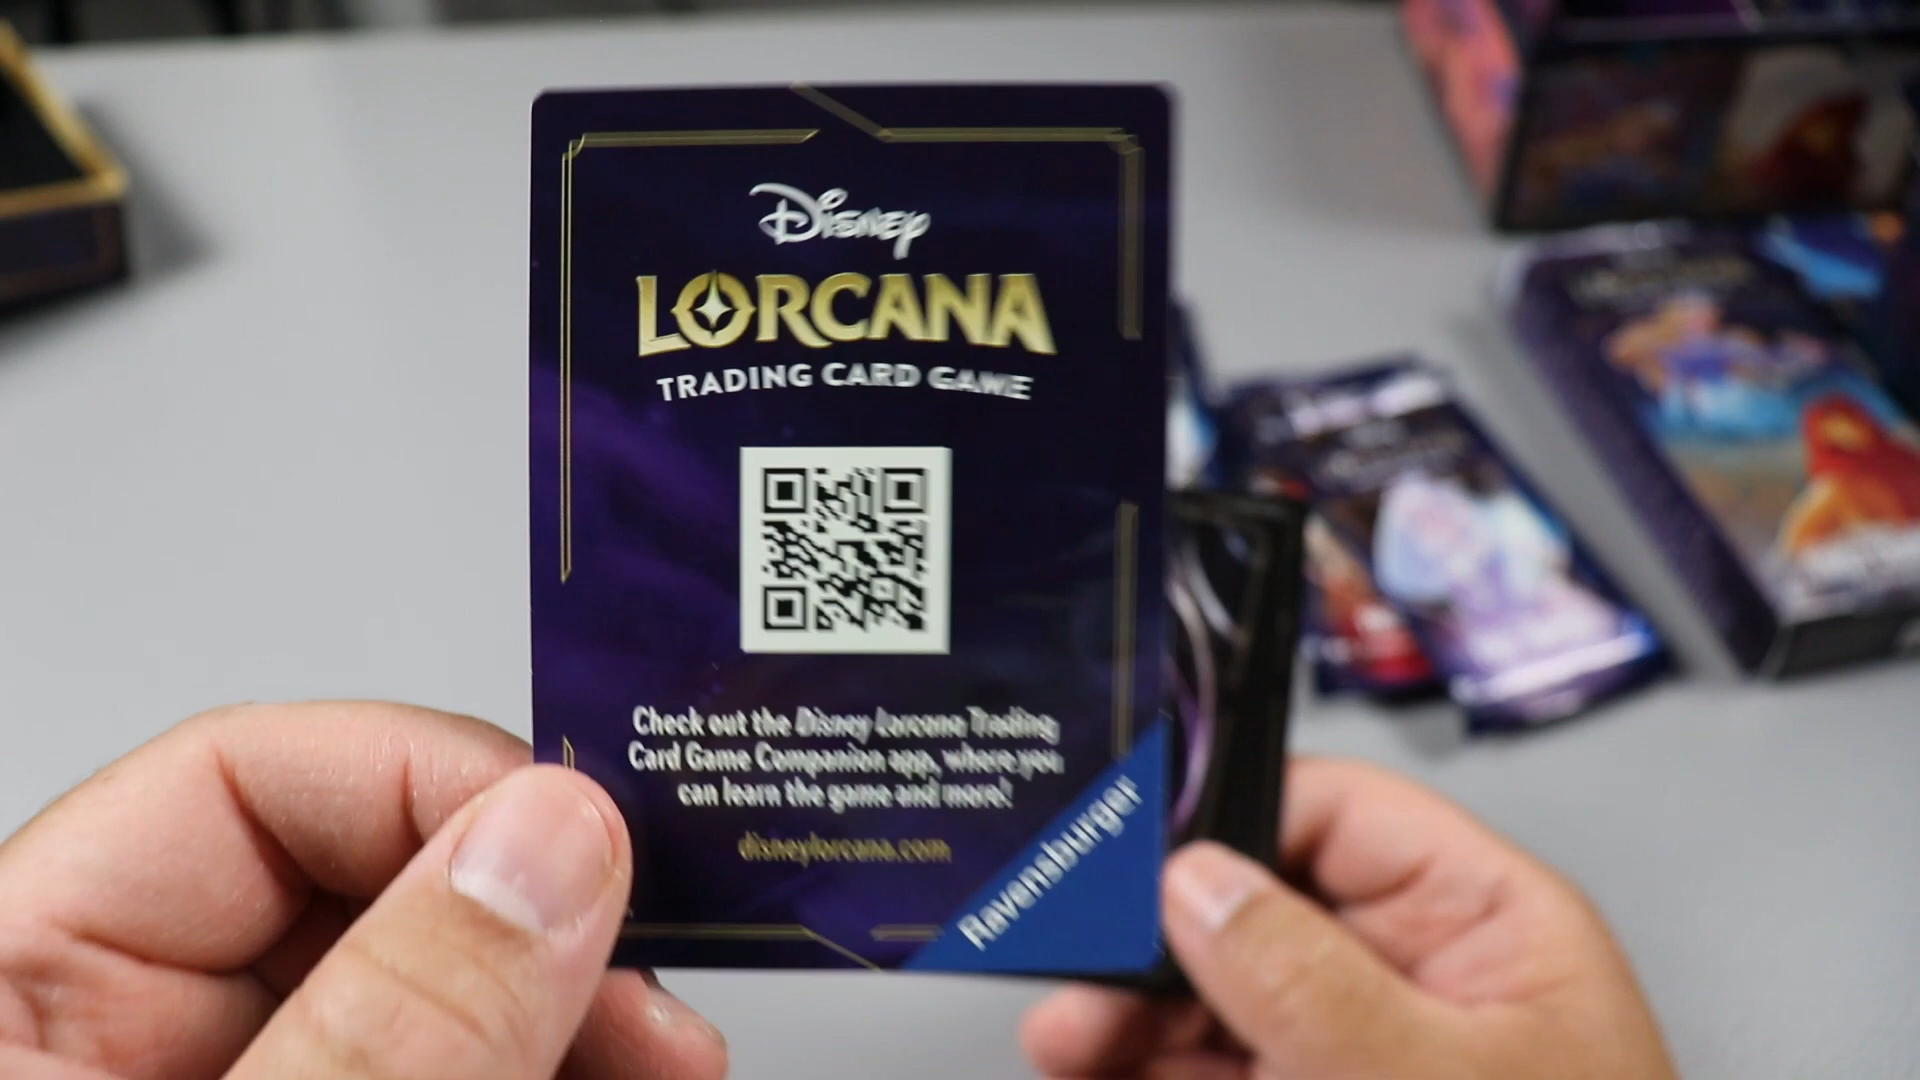 Disney
LORCANA
TRADING CARD GAME
Check out the Disney Lorcana Trading
Card Game Companion app, where you
can learn the game and more!
disneylorcana.com
Ravensburger